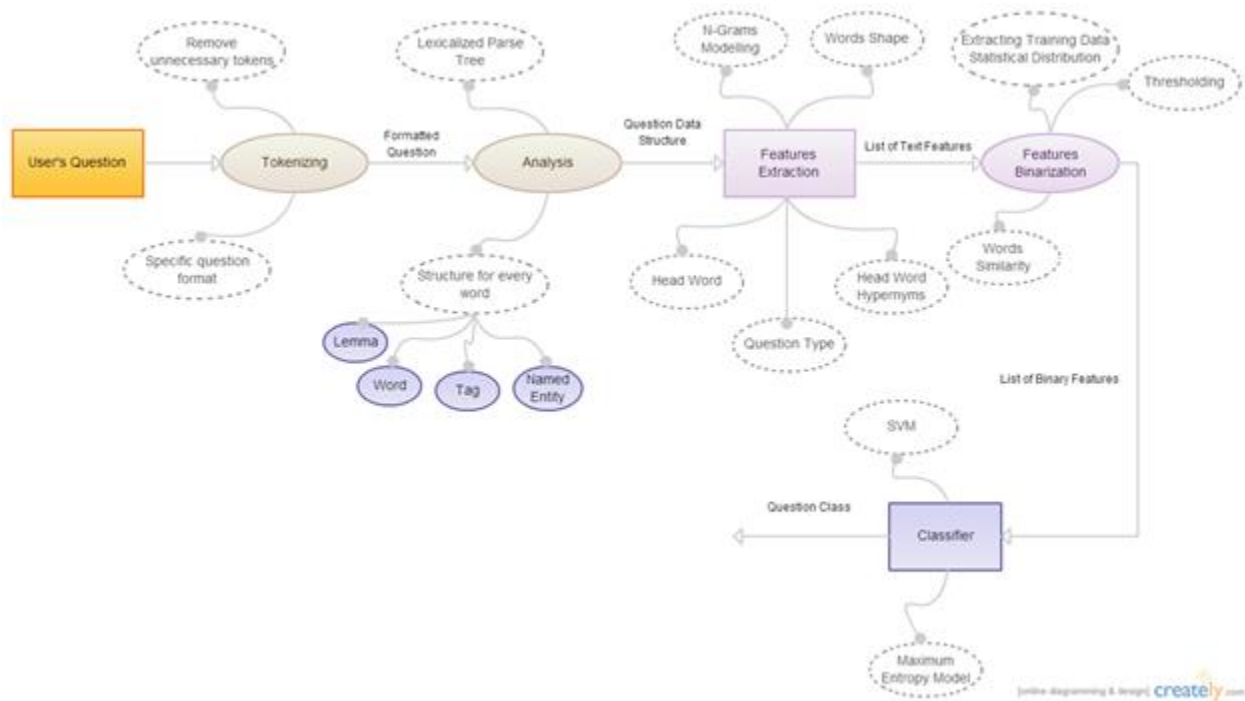 Remove
unnecessary tokens
Lexicalized Parse
Tree
N-Grams
Modelling
Words Shape
Extracting Training Data
Statistical Distribution
Thresholding
User's Question
Tokenizing
Formatted
Question
Analysis
Question Data
Structure
Features
Extraction
List of Text Features
Features
Binarization
Specific question
format
Structure for every
word
Head Word
Question Type
Head Word
Hypernyms
Words
Similarity
Lemma
Word
Tag
Named
Entity
List of Binary Features
SVM
Question Class
Classifier
Maximum
Entropy Model
[online diagramming & design] creately.com